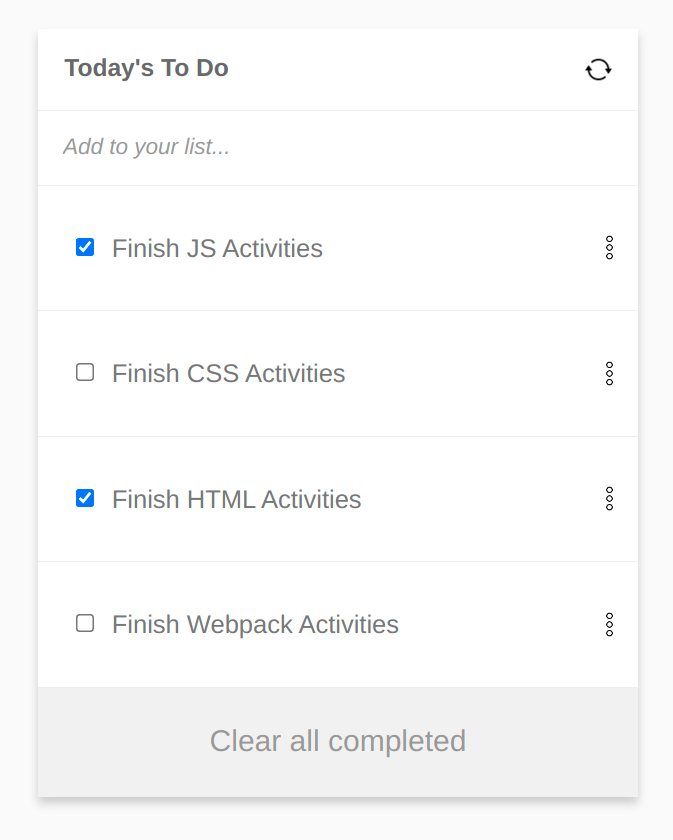 Today's To Do
Add to your list...
Finish JS Activities
Finish CSS Activities
Finish HTML Activities
Finish Webpack Activities
Clear all completed